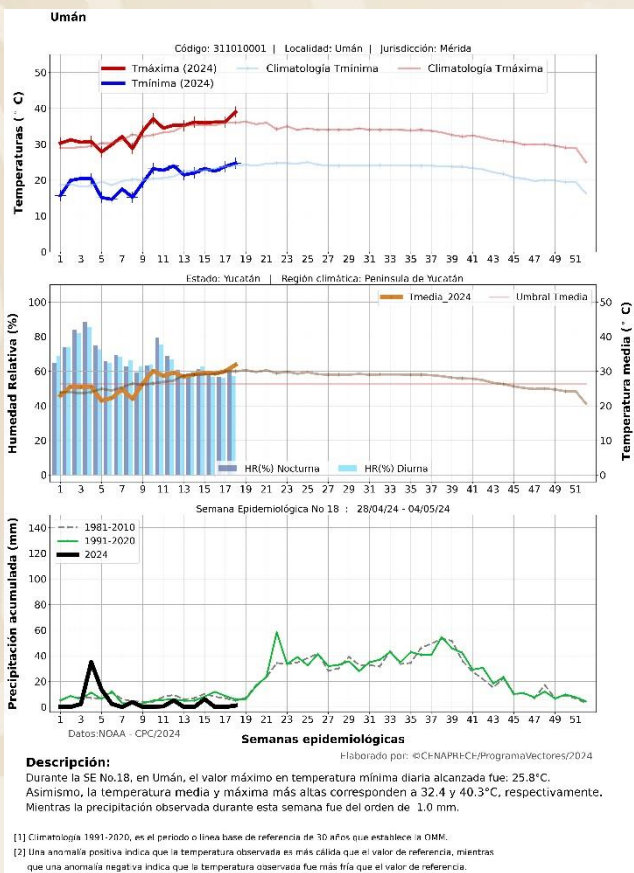 Umán
Código: 311010001 | Localidad: Umán | Jurisdicción: Mérida
Tmáxima (2024)
Tmínima (2024)
Climatología Tmínima
Climatología Tmáxima
Temperaturas (° C)
50
40
30
20
10
0
1 3 5 7 9 11 13 15 17 19 21 23 25 27 29 31 33 35 37 39 41 43 45 47 49 51
Estado: Yucatán | Región climática: Península de Yucatán
Tmedia_2024
Umbral Tmedia
HR(%) Nocturna
HR(%) Diurna
Humedad Relativa (%)
100
80
60
40
20
0
Temperatura media (° C)
50
40
30
20
10
0
1 3 5 7 9 11 13 15 17 19 21 23 25 27 29 31 33 35 37 39 41 43 45 47 49 51
Semana Epidemiológica No 18 : 28/04/24 - 04/05/24
1981-2010
1991-2020
2024
Precipitación acumulada (mm)
140
120
100
80
60
40
20
0
1 3 5 7 9 11 13 15 17 19 21 23 25 27 29 31 33 35 37 39 41 43 45 47 49 51
Datos:NOAA - CPC/2024
Semanas epidemiológicas
Elaborado por: ©CENAPRECE/ProgramaVectores/2024
Descripción:
Durante la SE No.18, en Umán, el valor máximo en temperatura mínima diaria alcanzada fue: 25.8°C.
Asimismo, la temperatura media y máxima más altas corresponden a 32.4 y 40.3°C, respectivamente.
Mientras la precipitación observada durante esta semana fue del orden de 1.0 mm.
[1] Climatología 1991-2020, es el periodo o línea base de referencia de 30 años que establece la OMM.
[2] Una anomalía positiva indica que la temperatura observada es más cálida que el valor de referencia, mientras
que una anomalía negativa indica que la temperatura observada fue más fría que el valor de referencia.